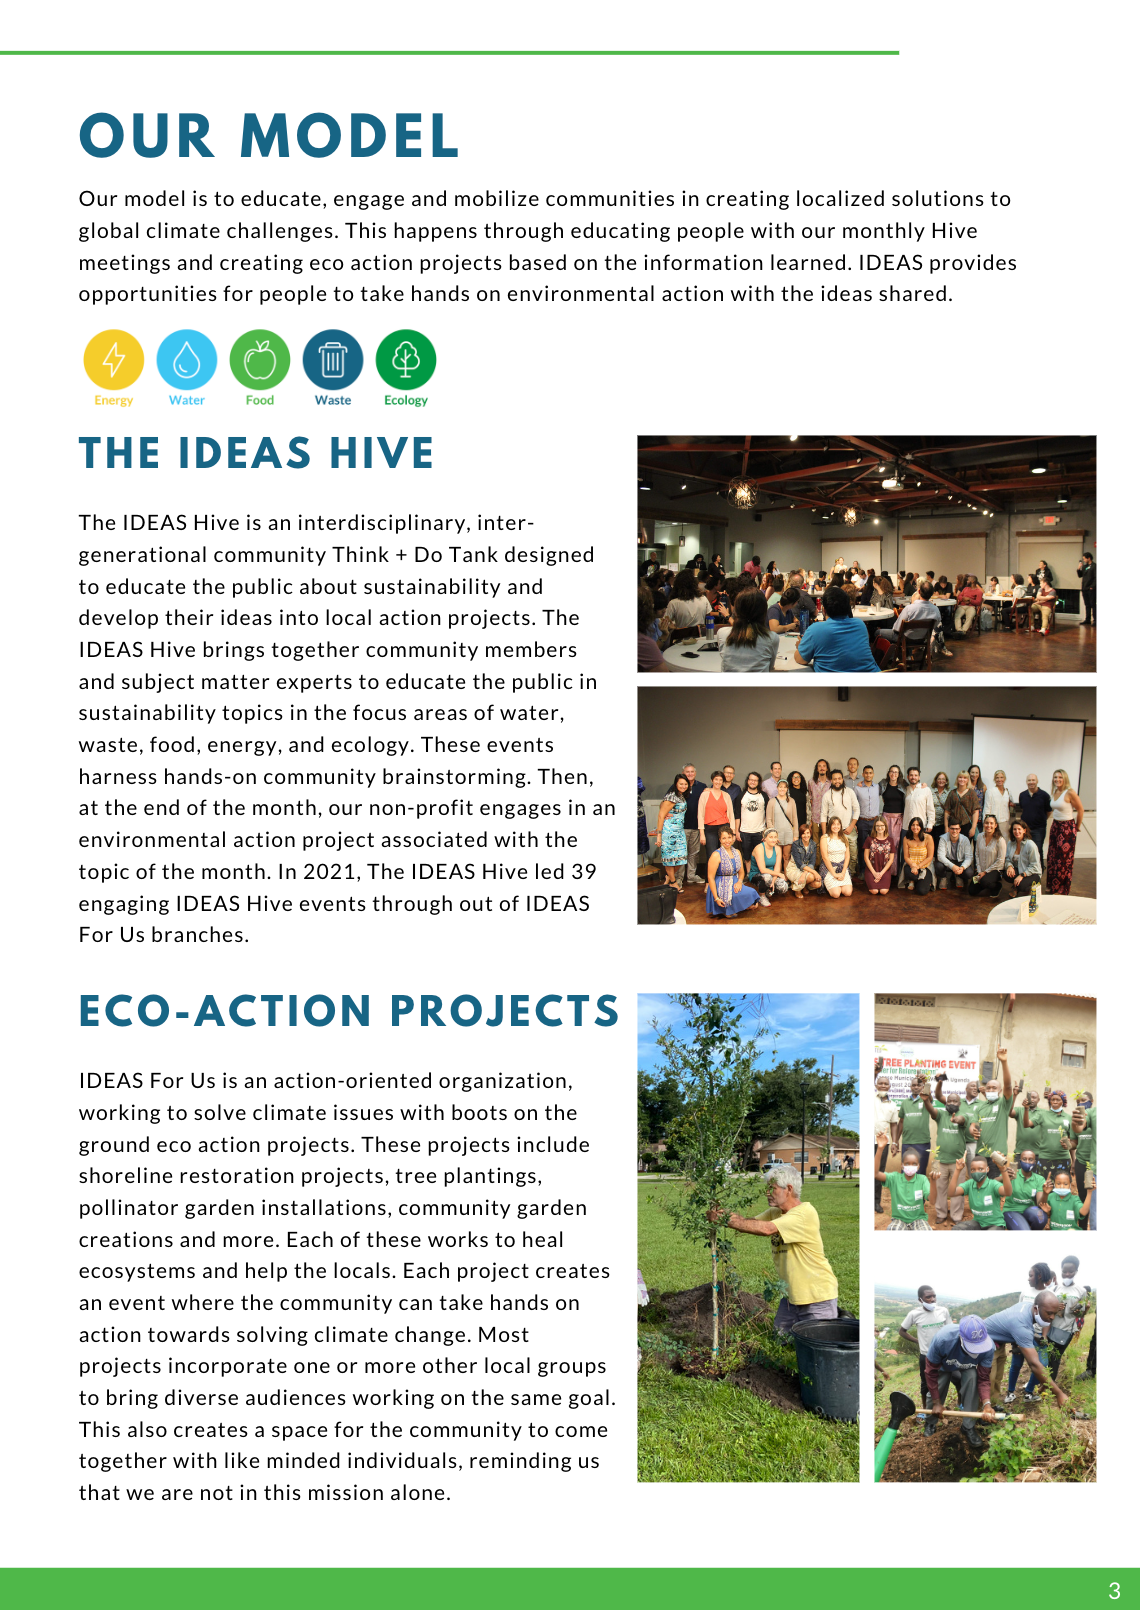 OUR MODEL
Our model is to educate, engage and mobilize communities in creating localized solutions to
global climate challenges. This happens through educating people with our monthly Hive
meetings and creating eco action projects based on the information learned. IDEAS provides
opportunities for people to take hands on environmental action with the ideas shared.
Energy Water Food Waste Ecology
THE IDEAS HIVE
The IDEAS Hive is an interdisciplinary, inter-
generational community Think + Do Tank designed
to educate the public about sustainability and
develop their ideas into local action projects. The
IDEAS Hive brings together community members
and subject matter experts to educate the public in
sustainability topics in the focus areas of water,
waste, food, energy, and ecology. These events
harness hands-on community brainstorming. Then,
at the end of the month, our non-profit engages in an
environmental action project associated with the
topic of the month. In 2021, The IDEAS Hive led 39
engaging IDEAS Hive events through out of IDEAS
For Us branches.
ECO-ACTION PROJECTS
IDEAS For Us is an action-oriented organization,
working to solve climate issues with boots on the
ground eco action projects. These projects include
shoreline restoration projects, tree plantings,
pollinator garden installations, community garden
creations and more. Each of these works to heal
ecosystems and help the locals. Each project creates
an event where the community can take hands on
action towards solving climate change. Most
projects incorporate one or more other local groups
to bring diverse audiences working on the same goal.
This also creates a space for the community to come
together with like minded individuals, reminding us
that we are not in this mission alone.
TREE PLANTING EVENT
3